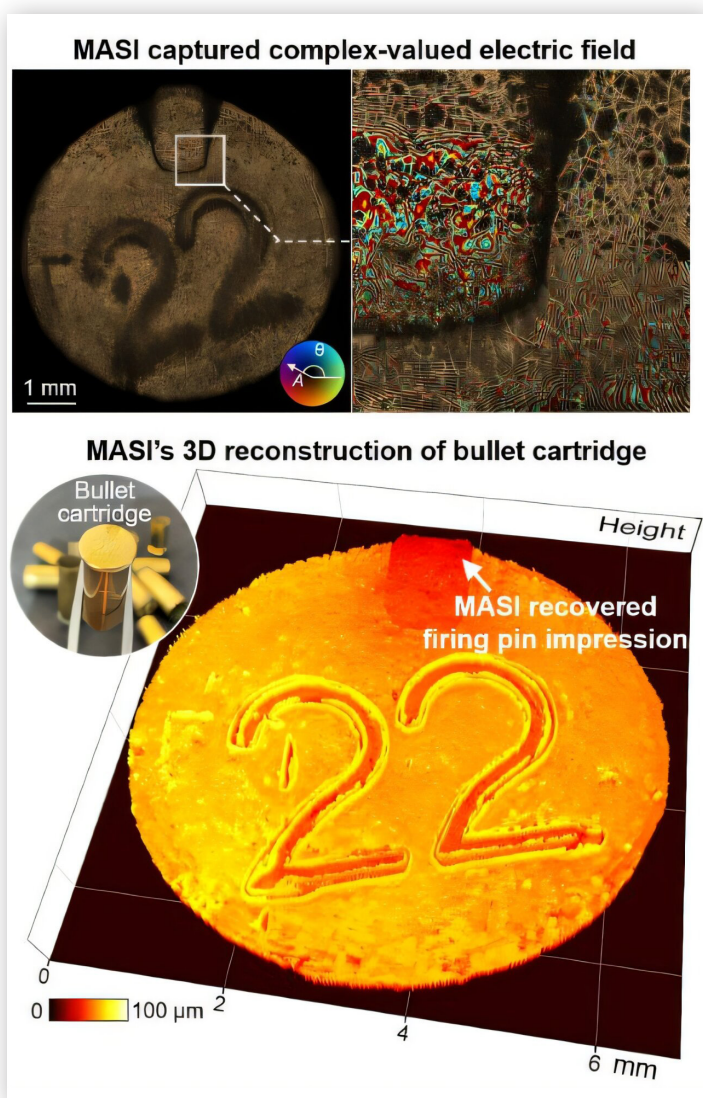 MASI captured complex-valued electric field
θ
A
1 mm
MASI's 3D reconstruction of bullet cartridge
Bullet
cartridge
Height
MASI recovered
firing pin impression
22
0
2
4
6 mm
0 100 µm